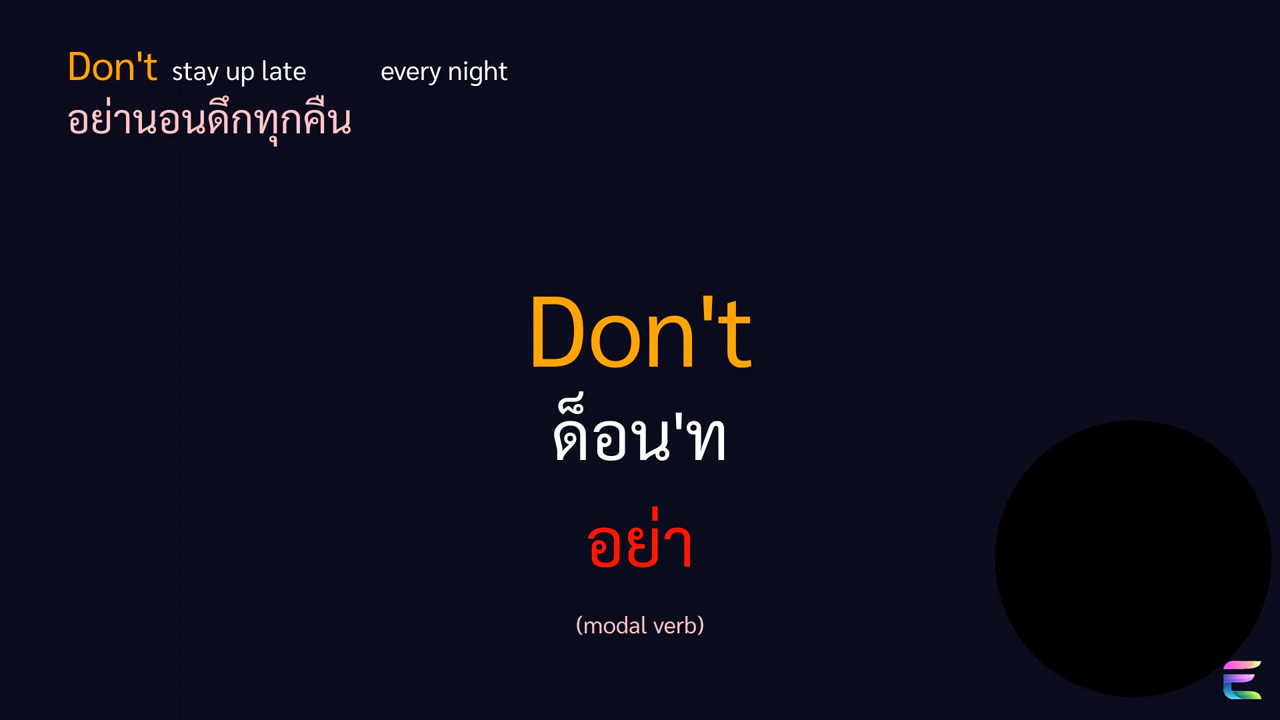 Don't stay up late every night
อย่านอนดึกทุกคืน
Don't
ด็อน'ท
อย่า
(modal verb)